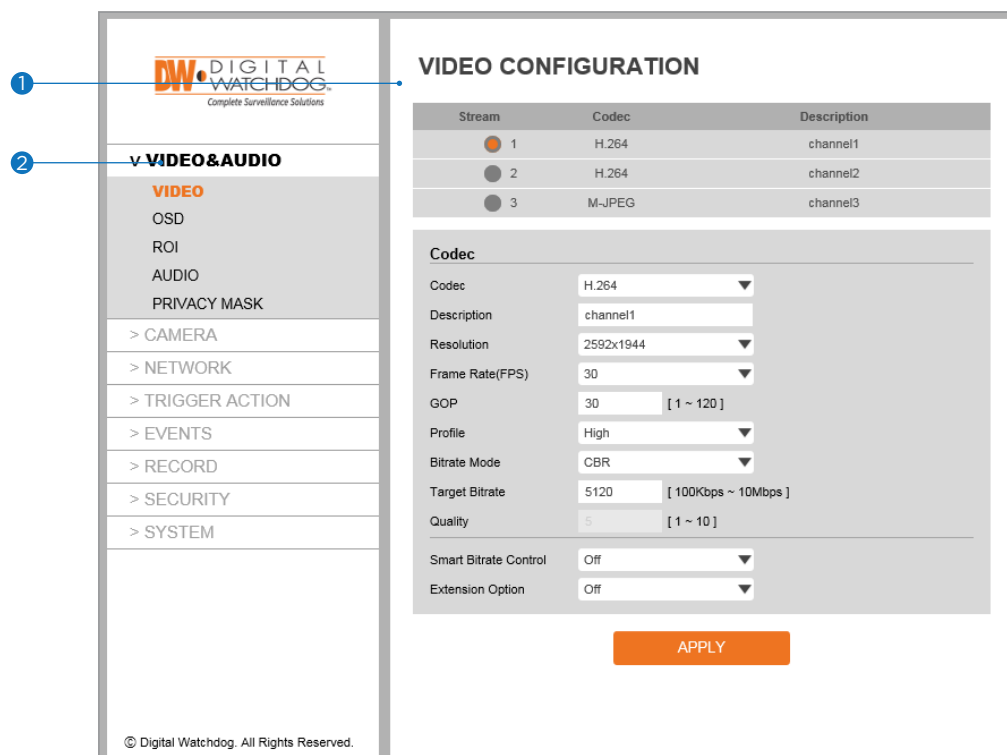 DW DIGITAL
WATCHDOG
Complete Surveillance Solutions
1
2
V VIDEO&AUDIO
VIDEO
OSD
ROI
AUDIO
PRIVACY MASK
> CAMERA
> NETWORK
> TRIGGER ACTION
> EVENTS
> RECORD
> SECURITY
> SYSTEM
© Digital Watchdog. All Rights Reserved.
VIDEO CONFIGURATION
Stream Codec Description
1 H.264 channel1
2 H.264 channel2
3 M-JPEG channel3
Codec
Codec H.264
Description channel1
Resolution 2592x1944
Frame Rate(FPS) 30
GOP 30 [ 1 ~ 120 ]
Profile High
Bitrate Mode CBR
Target Bitrate 5120 [ 100Kbps ~ 10Mbps ]
Quality 5 [ 1 ~ 10 ]
Smart Bitrate Control Off
Extension Option Off
APPLY